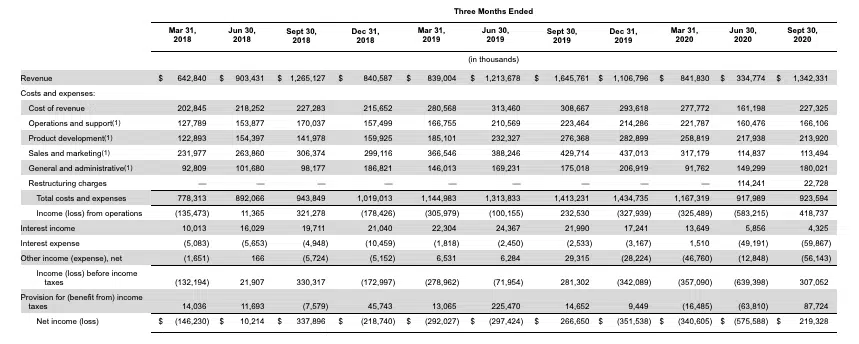 Three Months Ended
Mar 31, 2018 Jun 30, 2018 Sept 30, 2018 Dec 31, 2018 Mar 31, 2019 Jun 30, 2019 Sept 30, 2019 Dec 31, 2019 Mar 31, 2020 Jun 30, 2020 Sept 30, 2020
(in thousands)
Revenue $ 642,840 $ 903,431 $ 1,265,127 $ 840,587 $ 839,004 $ 1,213,678 $ 1,645,761 $ 1,106,796 $ 841,830 $ 334,774 $ 1,342,331
Costs and expenses:
Cost of revenue 202,845 218,252 227,283 215,652 280,568 313,460 308,667 293,618 277,772 161,198 227,325
Operations and support(1) 127,789 153,877 170,037 157,499 166,755 210,569 223,464 214,286 221,787 160,476 166,106
Product development(1) 122,893 154,397 141,978 159,925 185,101 232,327 276,368 282,899 258,819 217,938 213,920
Sales and marketing(1) 231,977 263,860 306,374 299,116 366,546 388,246 429,714 437,013 317,179 114,837 113,494
General and administrative(1) 92,809 101,680 98,177 186,821 146,013 169,231 175,018 206,919 91,762 149,299 180,021
Restructuring charges — — — — — — — — — 114,241 22,728
Total costs and expenses 778,313 892,066 943,849 1,019,013 1,144,983 1,313,833 1,413,231 1,434,735 1,167,319 917,989 923,594
Income (loss) from operations (135,473) 11,365 321,278 (178,426) (305,979) (100,155) 232,530 (327,939) (325,489) (583,215) 418,737
Interest income 10,013 16,029 19,711 21,040 22,304 24,367 21,990 17,241 13,649 5,856 4,325
Interest expense (5,083) (5,653) (4,948) (10,459) (1,818) (2,450) (2,533) (3,167) 1,510 (49,191) (59,867)
Other income (expense), net (1,651) 166 (5,724) (5,152) 6,531 6,284 29,315 (28,224) (46,760) (12,848) (56,143)
Income (loss) before income
taxes (132,194) 21,907 330,317 (172,997) (278,962) (71,954) 281,302 (342,089) (357,090) (639,398) 307,052
Provision for (benefit from) income
taxes 14,036 11,693 (7,579) 45,743 13,065 225,470 14,652 9,449 (16,485) (63,810) 87,724
Net income (loss) $ (146,230) $ 10,214 $ 337,896 $ (218,740) $ (292,027) $ (297,424) $ 266,650 $ (351,538) $ (340,605) $ (575,588) $ 219,328